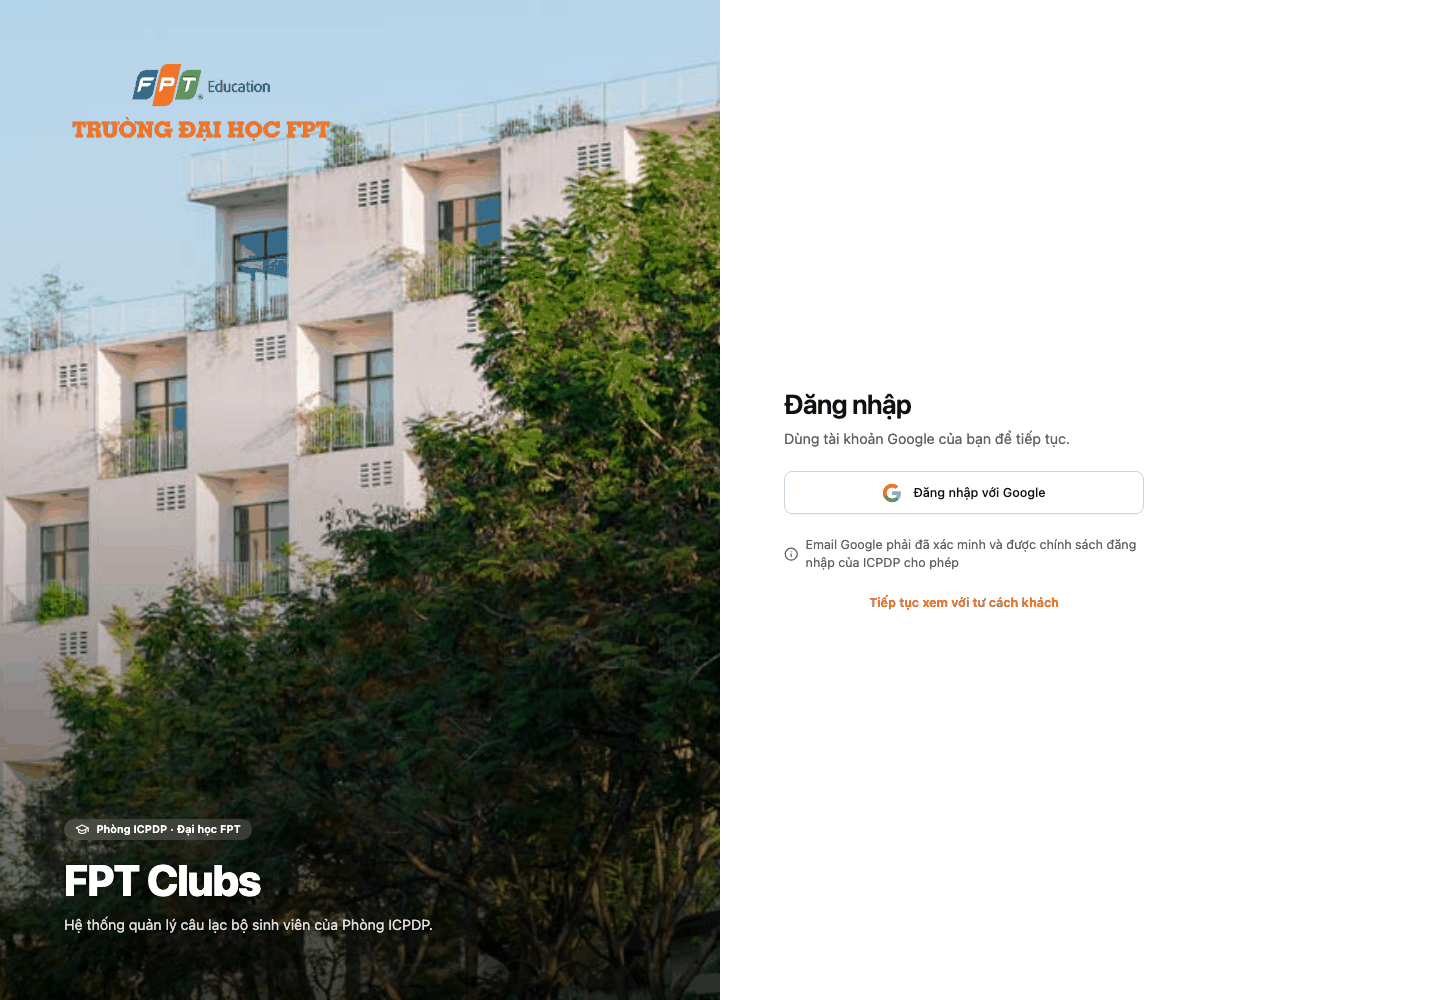 FPT® Education
TRƯỜNG ĐẠI HỌC FPT
Phòng ICPDP · Đại học FPT
FPT Clubs
Hệ thống quản lý câu lạc bộ sinh viên của Phòng ICPDP.
Đăng nhập
Dùng tài khoản Google của bạn để tiếp tục.
Đăng nhập với Google
Email Google phải đã xác minh và được chính sách đăng
nhập của ICPDP cho phép
Tiếp tục xem với tư cách khách